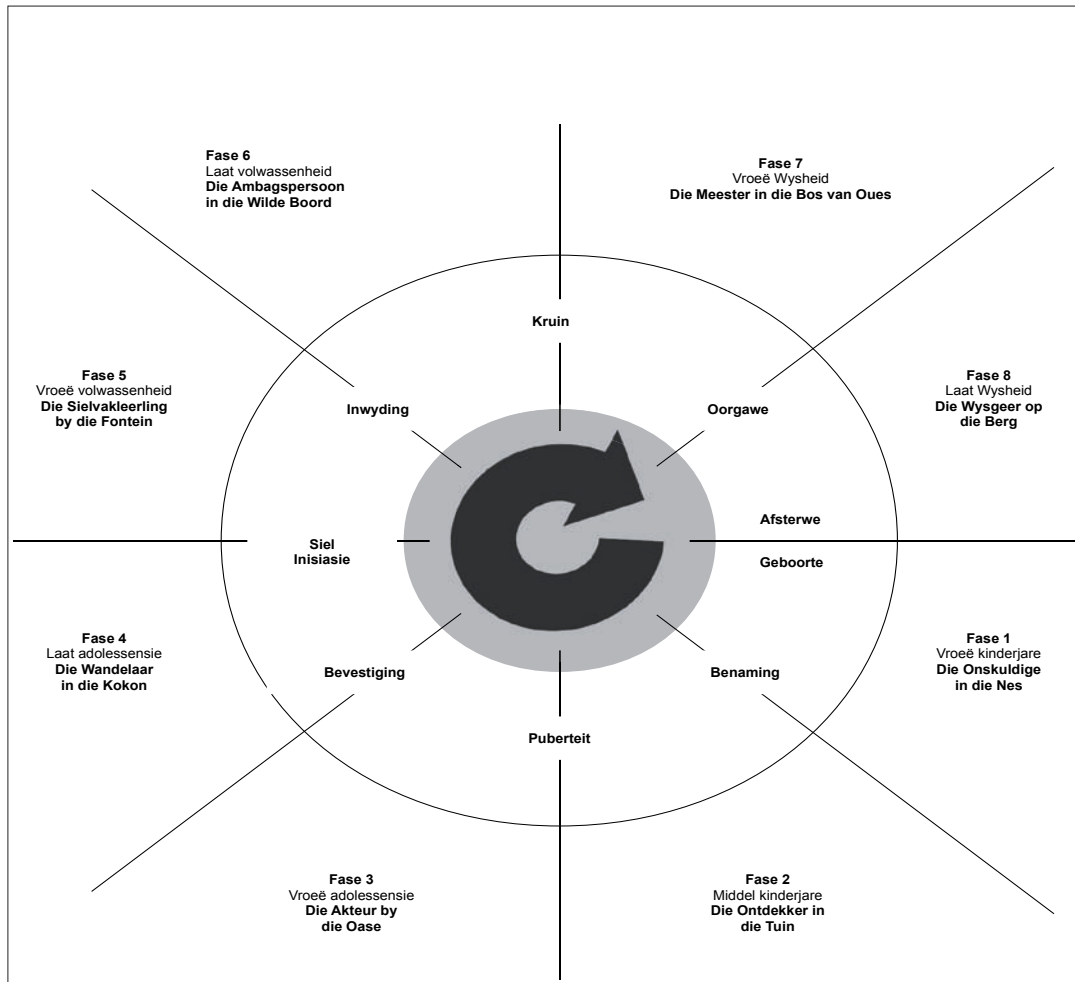 Fase 6
Laat volwassenheid
Die Ambagspersoon
in die Wilde Boord
Fase 7
Vroeë Wysheid
Die Meester in die Bos van Oues
Kruin
Fase 5
Vroeë volwassenheid
Die Sielvakleerling
by die Fontein
Inwyding
Oorgawe
Fase 8
Laat Wysheid
Die Wysgeer op
die Berg
Siel
Inisiasie
Afsterwe
Geboorte
Fase 4
Laat adolessensie
Die Wandelaar
in die Kokon
Bevestiging
Benaming
Fase 1
Vroeë kinderjare
Die Onskuldige
in die Nes
Puberteit
Fase 3
Vroeë adolessensie
Die Akteur by
die Oase
Fase 2
Middel kinderjare
Die Ontdekker in
die Tuin